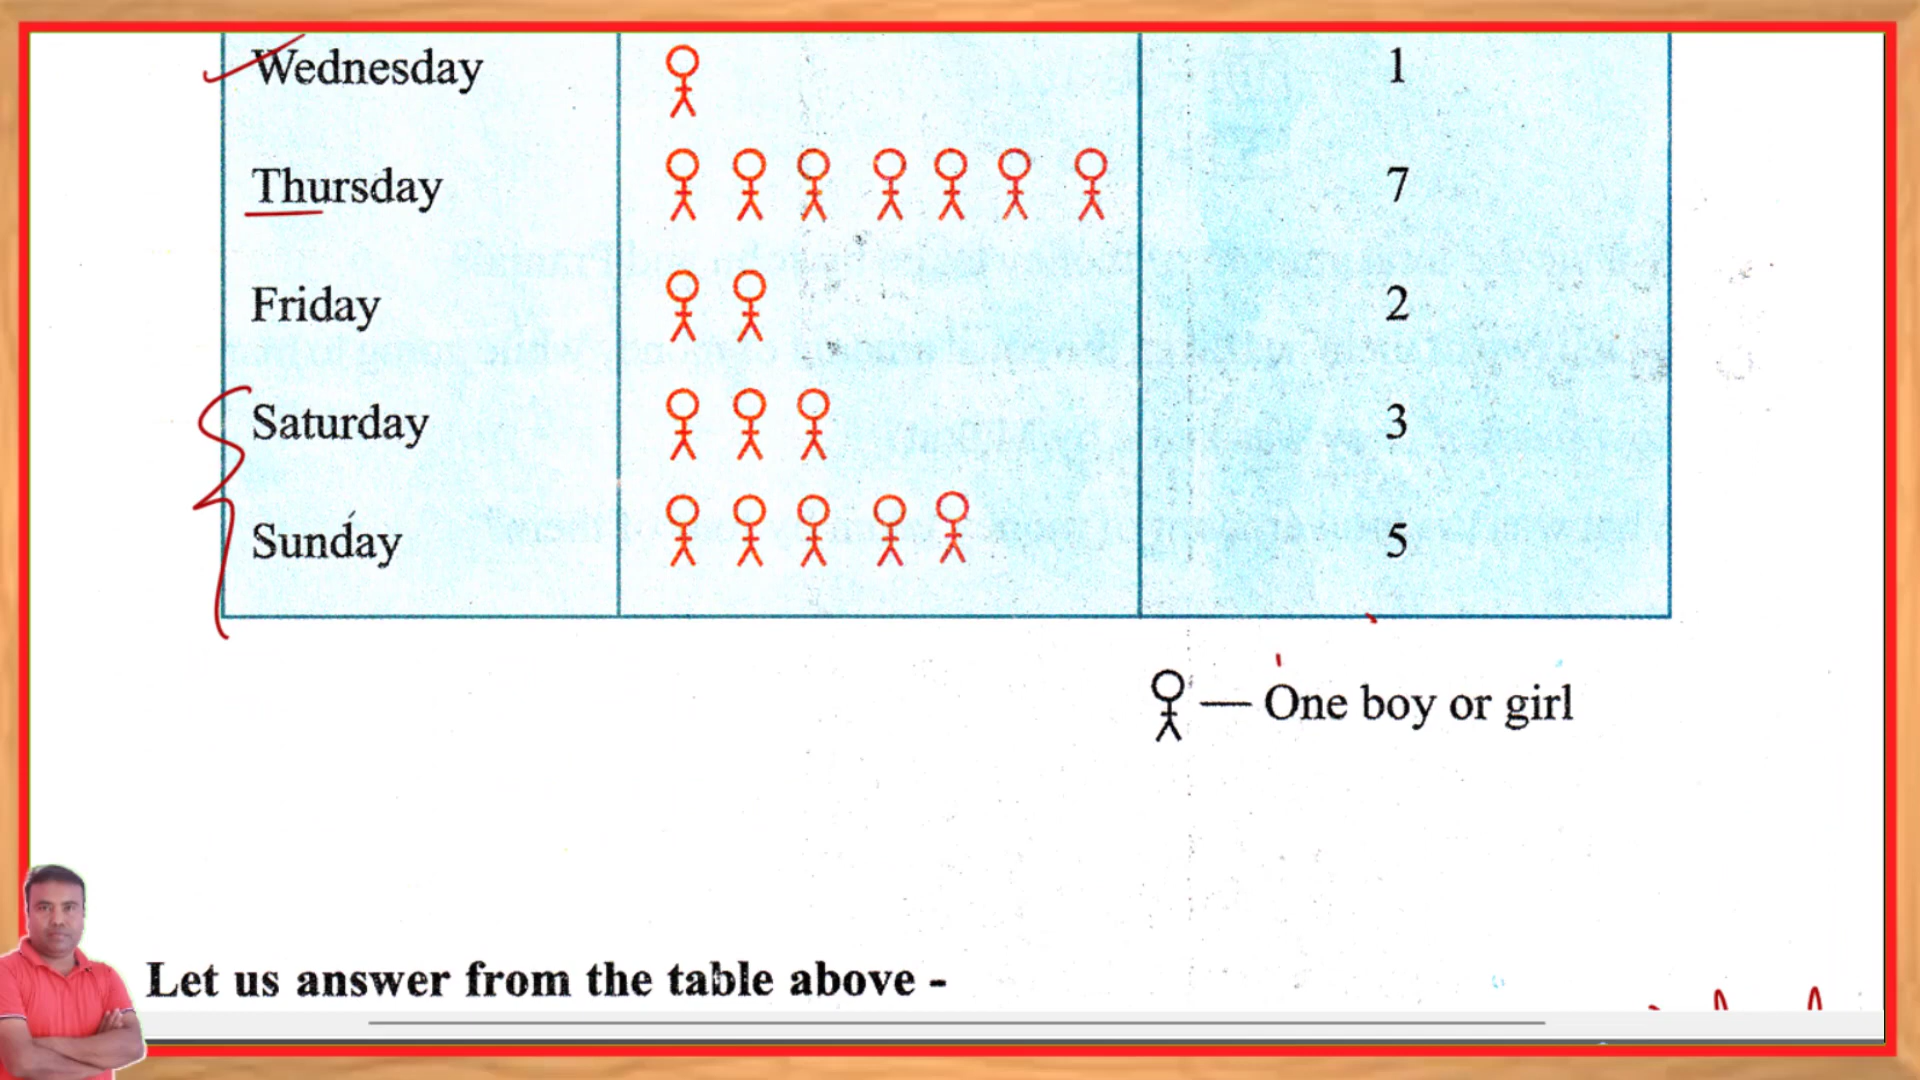 Wednesday 1
Thursday 7
Friday 2
Saturday 3
Sunday 5
— One boy or girl
Let us answer from the table above -